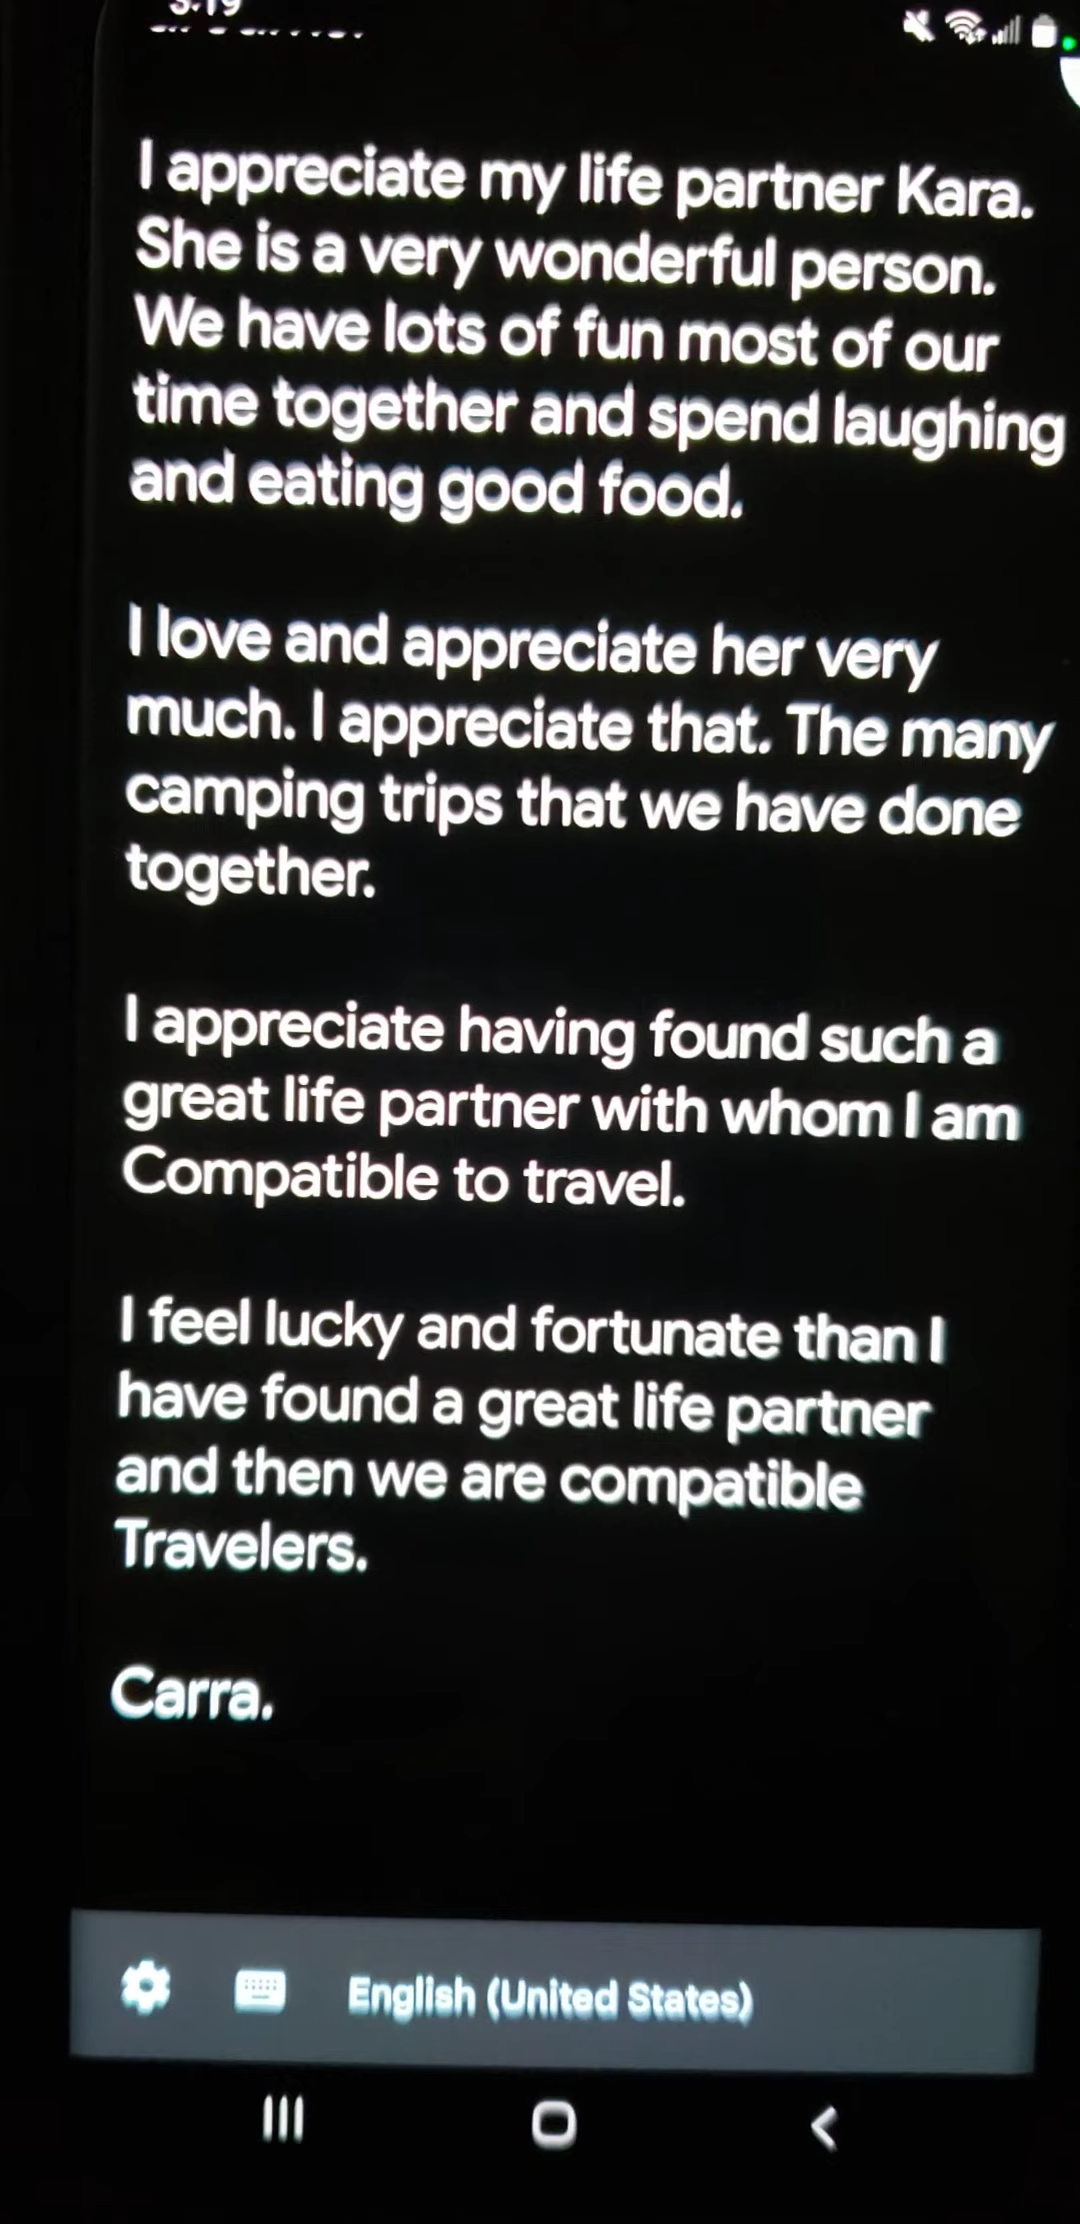 I appreciate my life partner Kara.
She is a very wonderful person.
We have lots of fun most of our
time together and spend laughing
and eating good food.
I love and appreciate her very
much. I appreciate that. The many
camping trips that we have done
together.
I appreciate having found such a
great life partner with whom I am
Compatible to travel.
I feel lucky and fortunate than I
have found a great life partner
and then we are compatible
Travelers.
Carra.
English (United States)